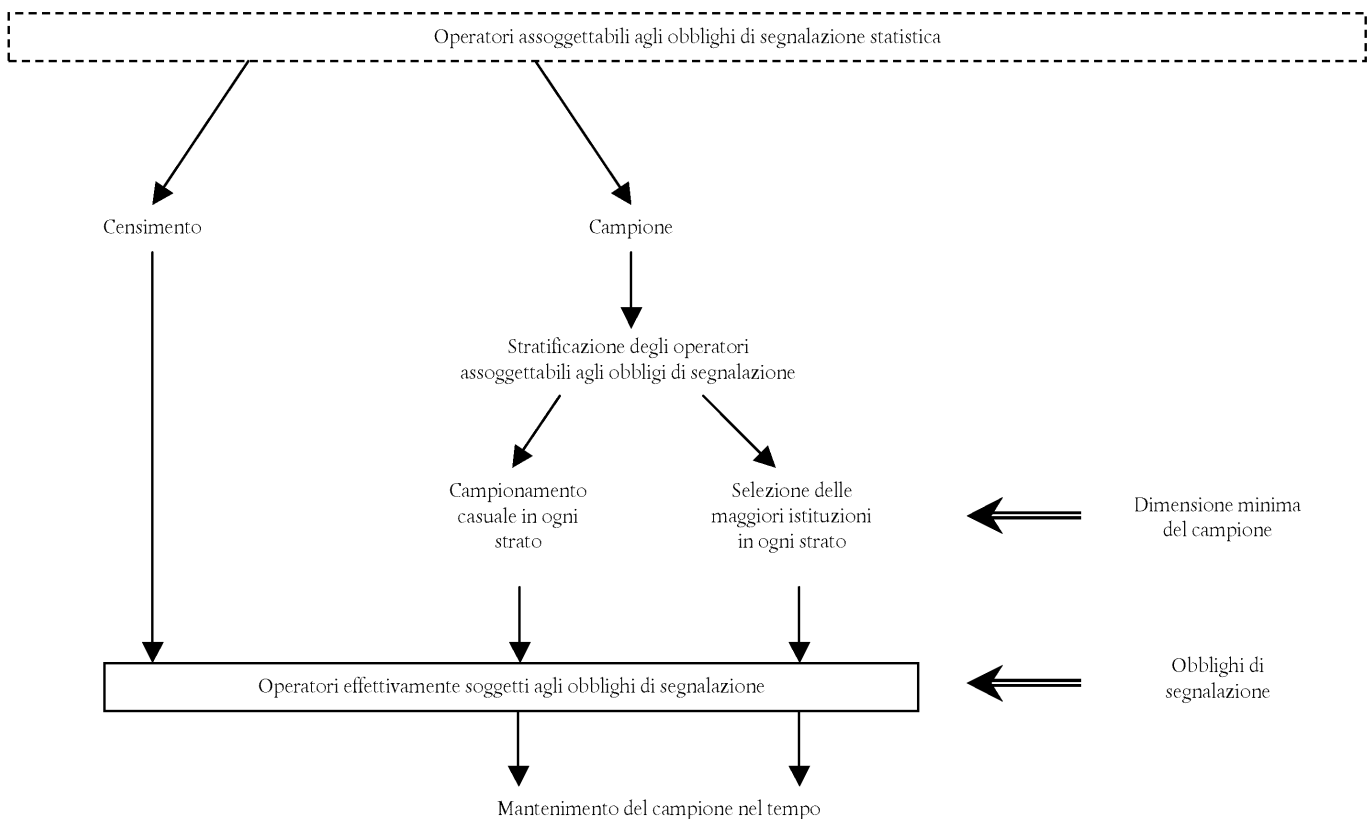 Operatori assoggettabili agli obblighi di segnalazione statistica
Censimento
Campione
Stratificazione degli operatori
assoggettabili agli obbligi di segnalazione
Campionamento
casuale in ogni
strato
Selezione delle
maggiori istituzioni
in ogni strato
Dimensione minima
del campione
Operatori effettivamente soggetti agli obblighi di segnalazione
Obblighi di
segnalazione
Mantenimento del campione nel tempo